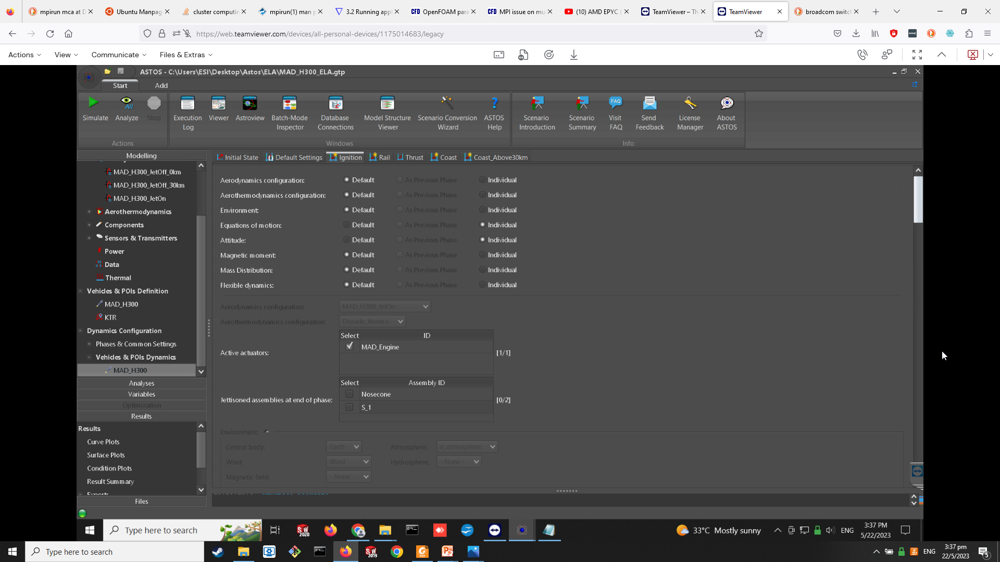 mpirun mca at D
Ubuntu Manpag
cluster computin
mpirun(1) man p
3.2 Running appl
CFD OpenFOAM para
CFD MPI issue on mu
(10) AMD EPYC (
TeamViewer – Th
TeamViewer
broadcom switc
https://web.teamviewer.com/devices/all-personal-devices/1175014683/legacy
Actions View Communicate Files & Extras
ASTOS - C:\Users\ESI\Desktop\Astos\ELA\MAD_H300_ELA.gtp
Start Add
Simulate
Analyze
All
STOP
Stop
Actions
Execution Log
Viewer
Astroview
Batch-Mode Inspector
Database Connections
Model Structure Viewer
Scenario Conversion Wizard
ASTOS Help
Windows
Scenario Introduction
Scenario Summary
FAQ
Visit FAQ
Send Feedback
License Manager
About ASTOS
Info
Modelling
MAD_H300_JetOff_0km
MAD_H300_JetOff_30km
MAD_H300_JetOn
Aerothermodynamics
Components
Sensors & Transmitters
Power
Data
Thermal
Vehicles & POIs Definition
MAD_H300
KTR
Dynamics Configuration
Phases & Common Settings
Vehicles & POIs Dynamics
MAD_H300
Analyses
Variables
Optimization
Results
Results
Curve Plots
Surface Plots
Condition Plots
Result Summary
Files
Initial State Default Settings Ignition Rail Thrust Coast Coast_Above30km
Aerodynamics configuration: Default As Previous Phase Individual
Aerothermodynamics configuration: Default As Previous Phase Individual
Environment: Default As Previous Phase Individual
Equations of motion: Default As Previous Phase Individual
Attitude: Default As Previous Phase Individual
Magnetic moment: Default As Previous Phase Individual
Mass Distribution: Default As Previous Phase Individual
Flexible dynamics: Default As Previous Phase Individual
Aerodynamics configuration: MAD_H300_JetOn
Aerothermodynamics configuration: Dorado_thermo
Select ID
MAD_Engine
Active actuators: [1/1]
Select Assembly ID
Nosecone
Jettisoned assemblies at end of phase: [0/2]
S_1
Environment:
Central body: Earth Atmosphere: e_atmosphere
Wind: Wind Hydrosphere: - None -
Magnetic field: - None -
Type here to search
SW 2020
33°C Mostly sunny
ENG
3:37 PM
5/22/2023
Type here to search
SW 2019
ENG
3:37 pm
22/5/2023
5